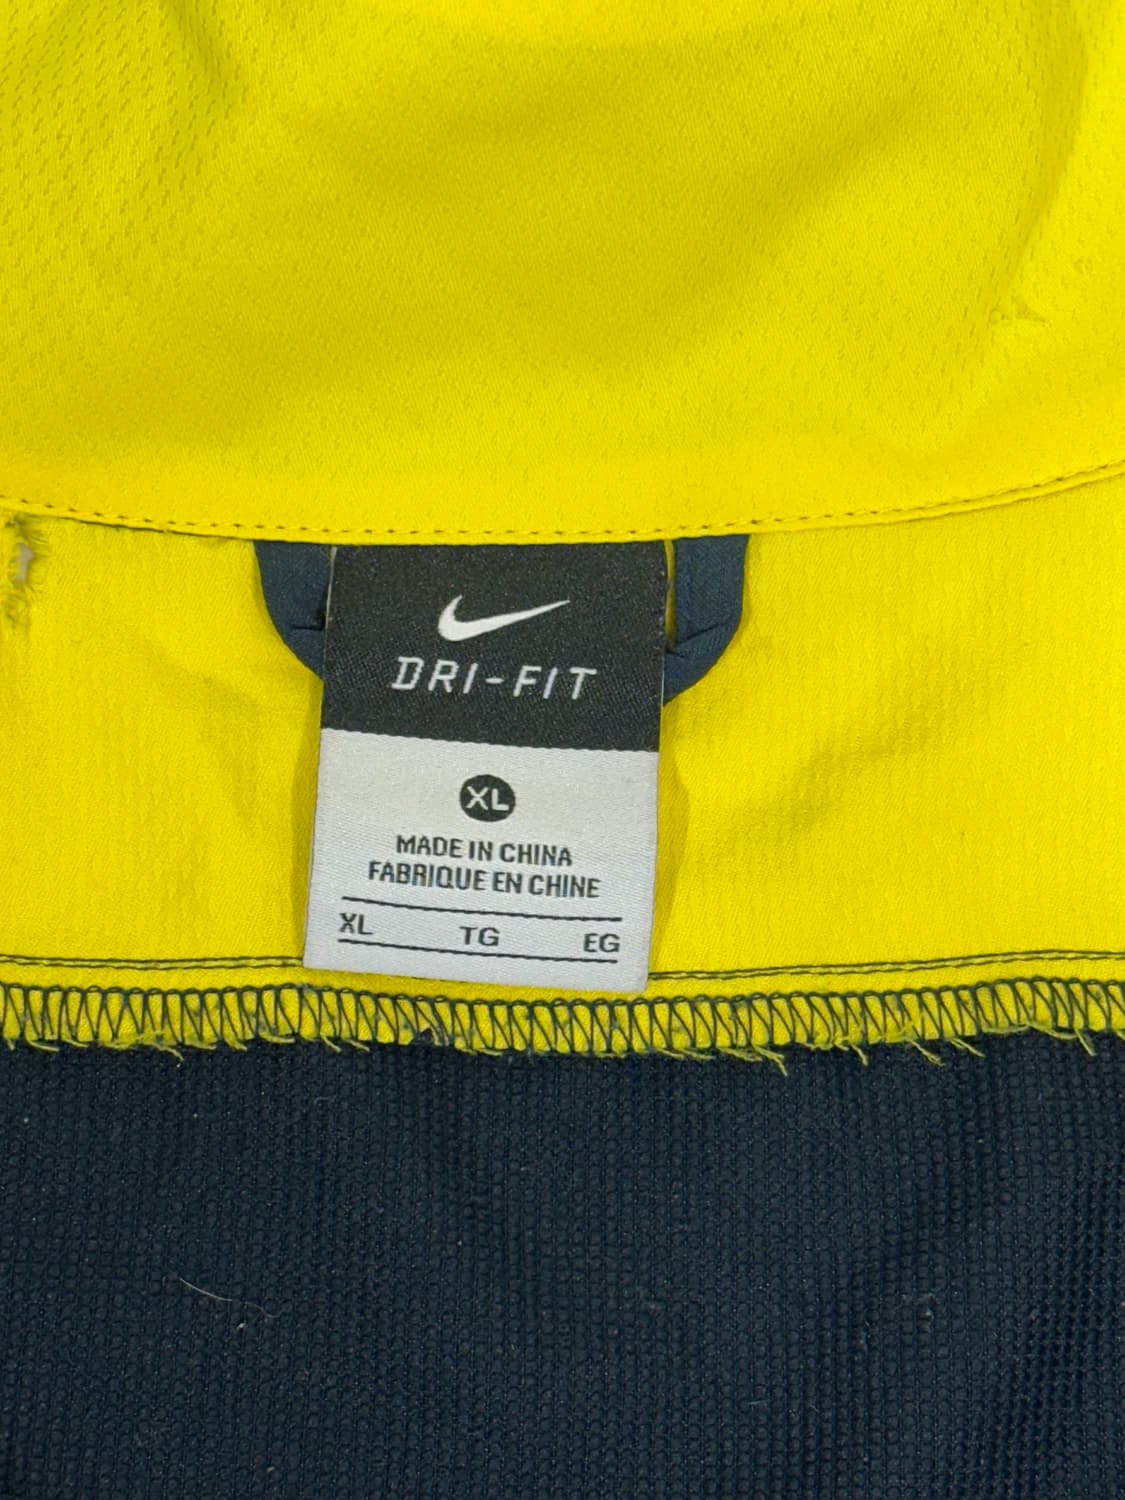 DRI-FIT
XL
MADE IN CHINA
FABRIQUE EN CHINE
XL TG EG